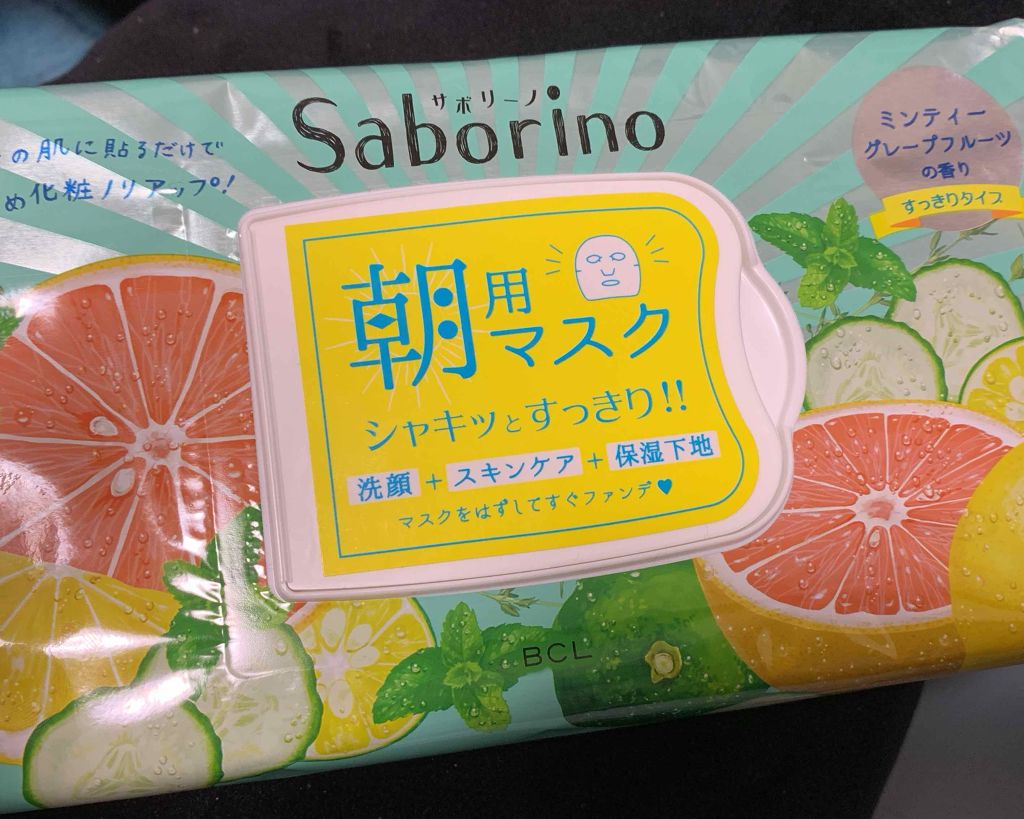 サボリーノ
Saborino
の肌に貼るだけで
め化粧ノリアップ!
ミンティー
グレープフルーツ
の香り
すっきりタイプ
朝用マスク
シャキッとすっきり!!
洗顔+スキンケア+保湿下地
マスクをはずしてすぐファンデ♥
BCL